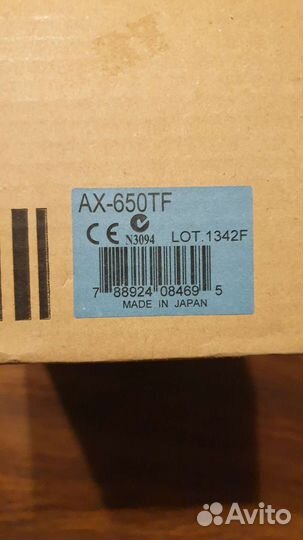 AX-650TF
CE N3094 LOT.1342F
7 88924 08469 5
MADE IN JAPAN
Avito